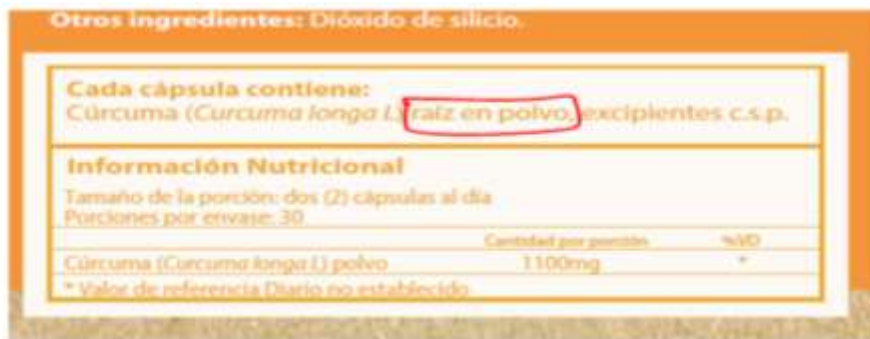 Otros ingredientes: Dióxido de silicio.
Cada cápsula contiene:
Cúrcuma (Curcuma longa L) raíz en polvo, excipientes c.s.p.
Información Nutricional
Tamaño de la porción: dos (2) cápsulas al día
Porciones por envase: 30
Cantidad por porción %VD
Cúrcuma (Curcuma longa L) polvo 1100mg *
* Valor de referencia Diario no establecido